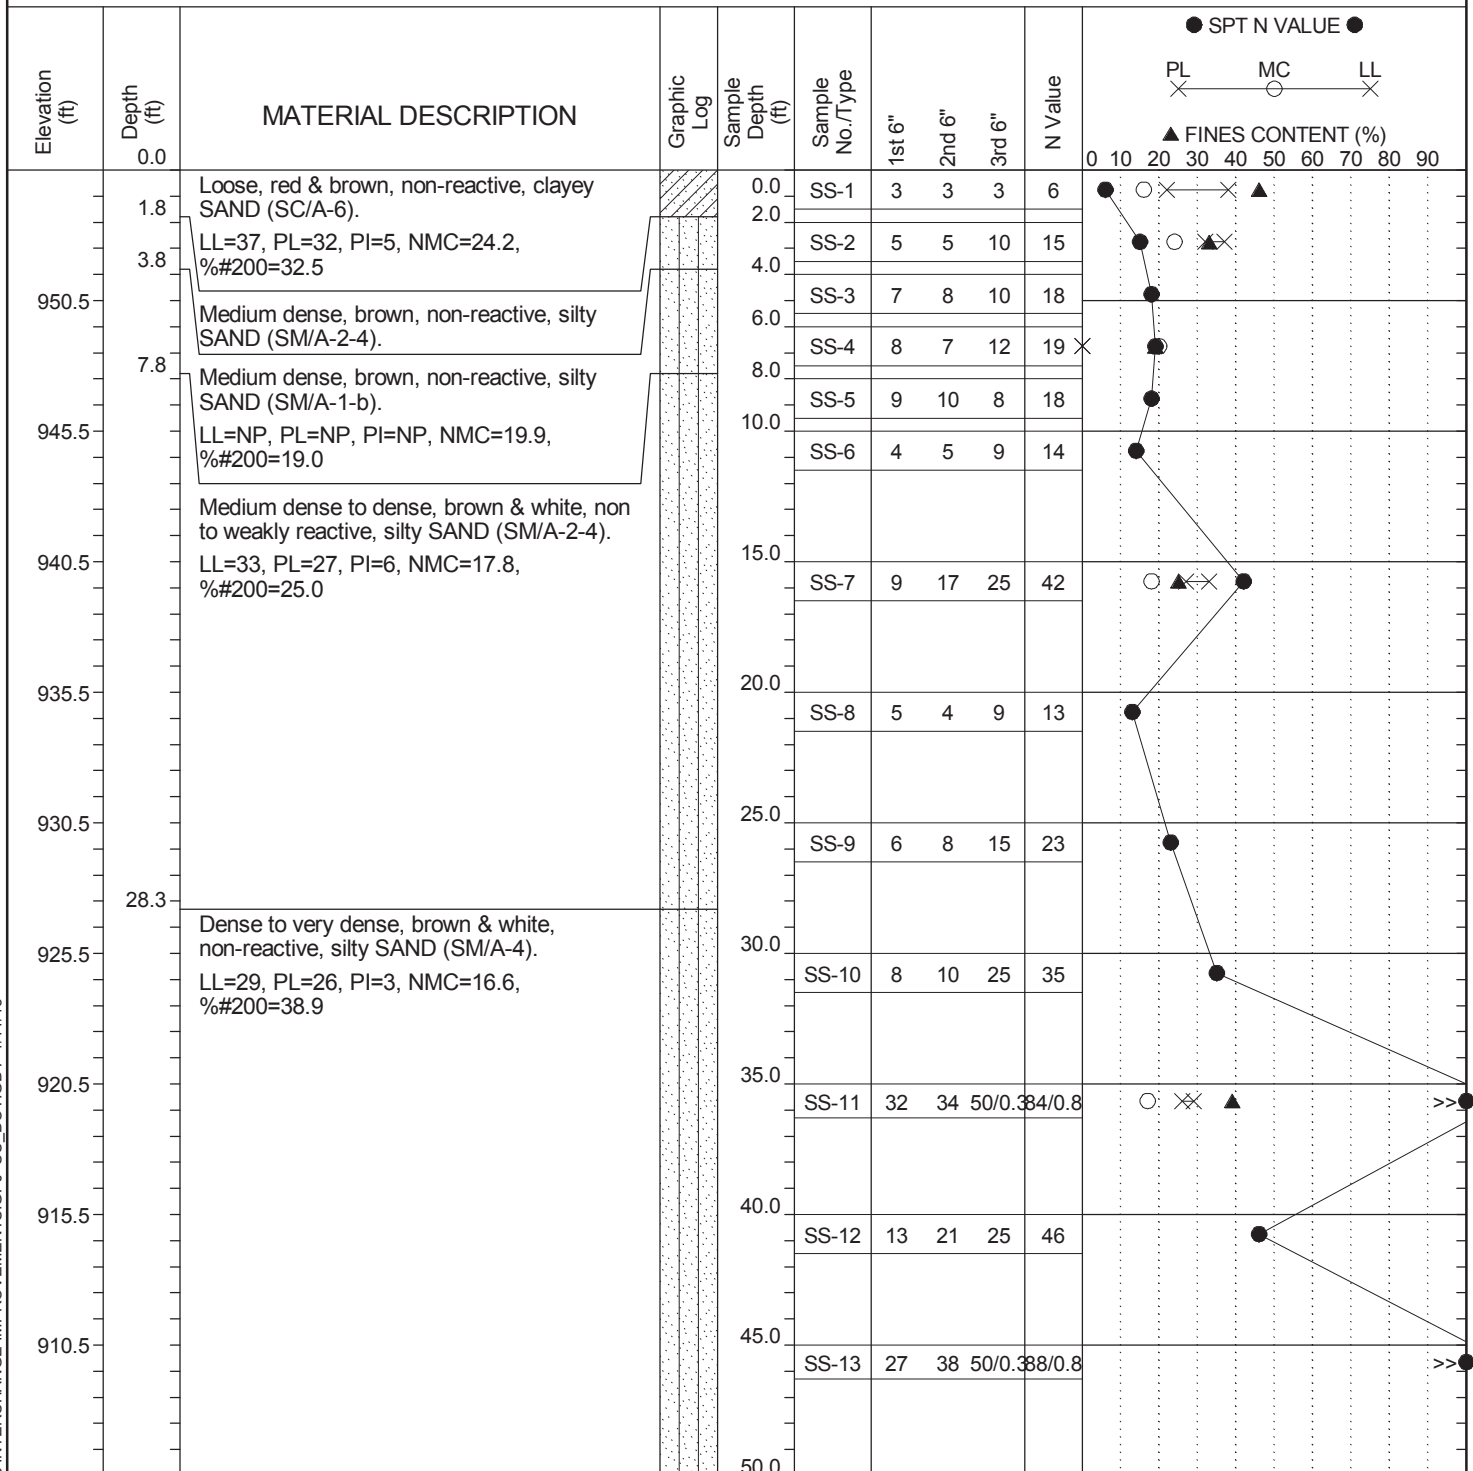 ● SPT N VALUE ●
PL MC LL
▲ FINES CONTENT (%)
Elevation (ft)
Depth (ft)
0.0
MATERIAL DESCRIPTION
Graphic Log
Sample Depth (ft)
Sample No./Type
1st 6"
2nd 6"
3rd 6"
N Value
0 10 20 30 40 50 60 70 80 90
Loose, red & brown, non-reactive, clayey
SAND (SC/A-6).
0.0
SS-1 3 3 3 6
1.8
2.0
LL=37, PL=32, PI=5, NMC=24.2,
%#200=32.5
SS-2 5 5 10 15
3.8
4.0
950.5
SS-3 7 8 10 18
Medium dense, brown, non-reactive, silty
SAND (SM/A-2-4).
6.0
SS-4 8 7 12 19
7.8
8.0
Medium dense, brown, non-reactive, silty
SAND (SM/A-1-b).
SS-5 9 10 8 18
945.5
10.0
LL=NP, PL=NP, PI=NP, NMC=19.9,
%#200=19.0
SS-6 4 5 9 14
Medium dense to dense, brown & white, non
to weakly reactive, silty SAND (SM/A-2-4).
940.5
15.0
LL=33, PL=27, PI=6, NMC=17.8,
%#200=25.0
SS-7 9 17 25 42
935.5
20.0
SS-8 5 4 9 13
930.5
25.0
SS-9 6 8 15 23
28.3
Dense to very dense, brown & white,
non-reactive, silty SAND (SM/A-4).
925.5
30.0
LL=29, PL=26, PI=3, NMC=16.6,
%#200=38.9
SS-10 8 10 25 35
920.5
35.0
SS-11 32 34 50/0.3 84/0.8 >>
915.5
40.0
SS-12 13 21 25 46
910.5
45.0
SS-13 27 38 50/0.3 88/0.8 >>
50.0